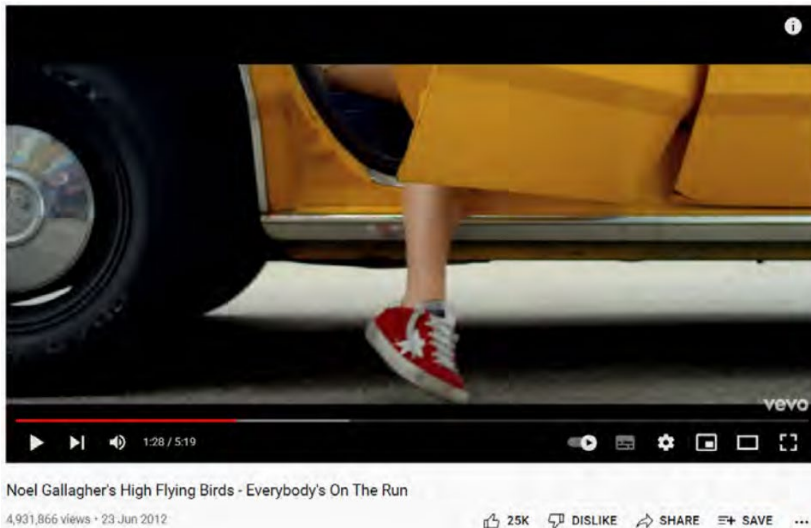 vevo
1:28 / 5:19
Noel Gallagher's High Flying Birds - Everybody's On The Run
4,931,866 views • 23 Jun 2012 25K DISLIKE SHARE SAVE ...